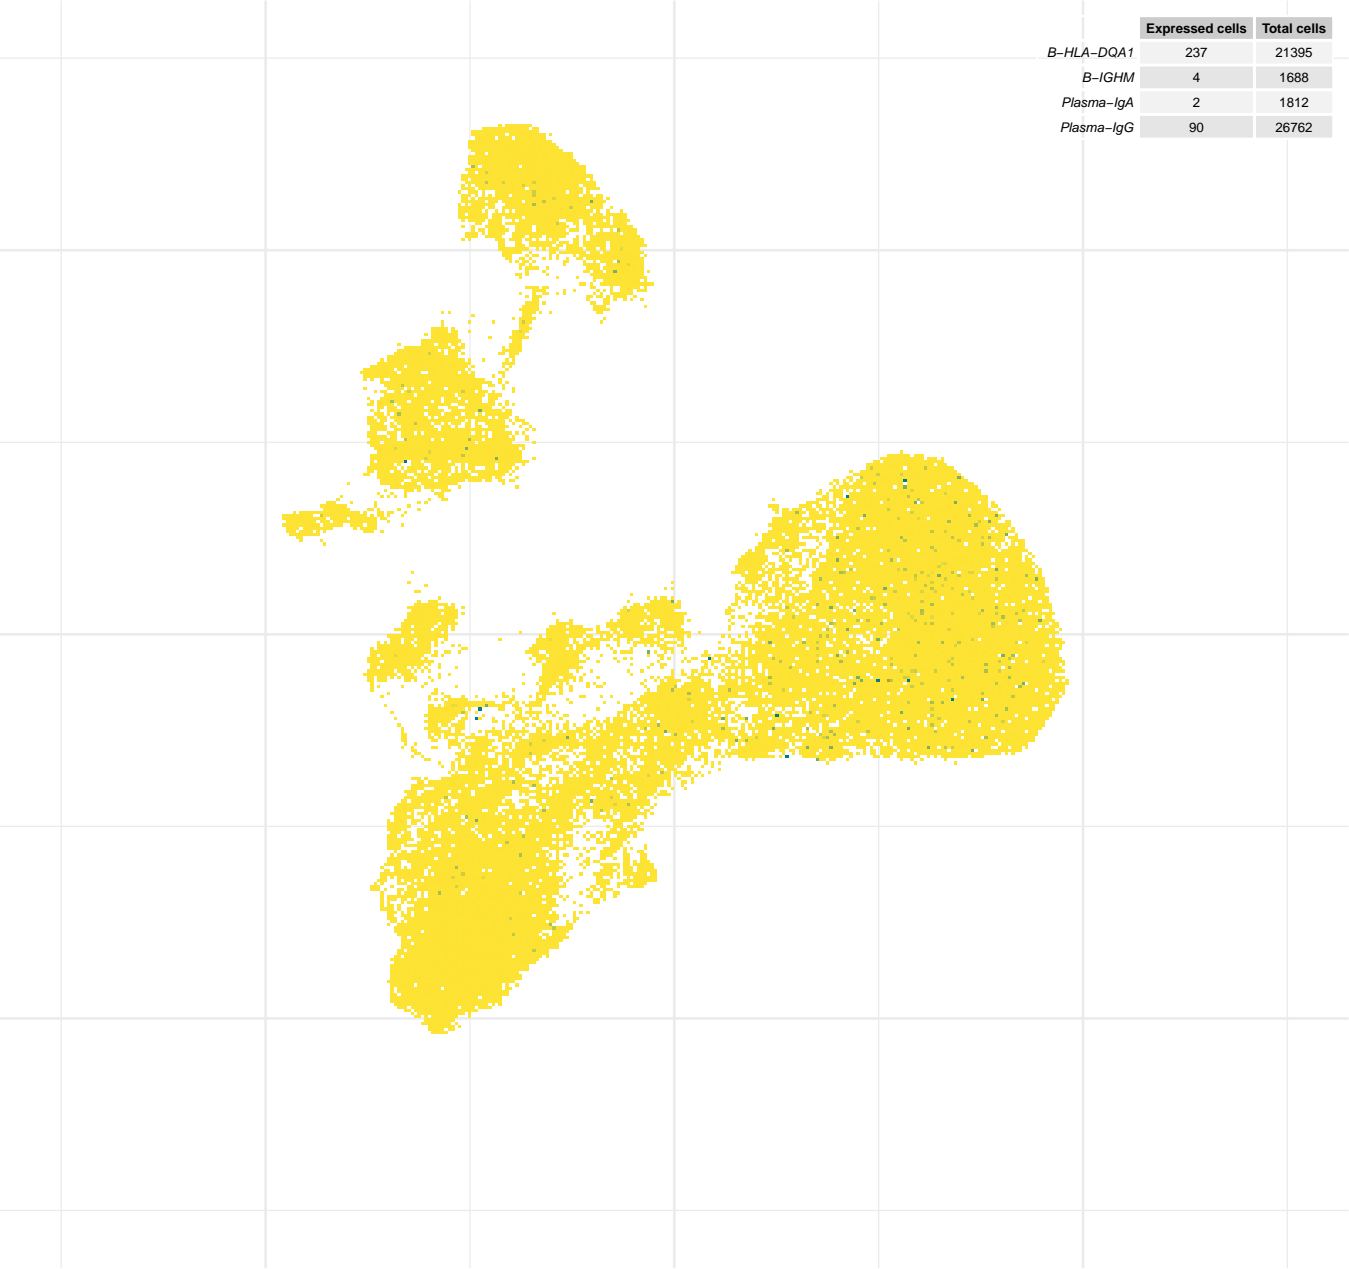 Expressed cells Total cells
B−HLA−DQA1 237 21395
B−IGHM 4 1688
Plasma−IgA 2 1812
Plasma−IgG 90 26762